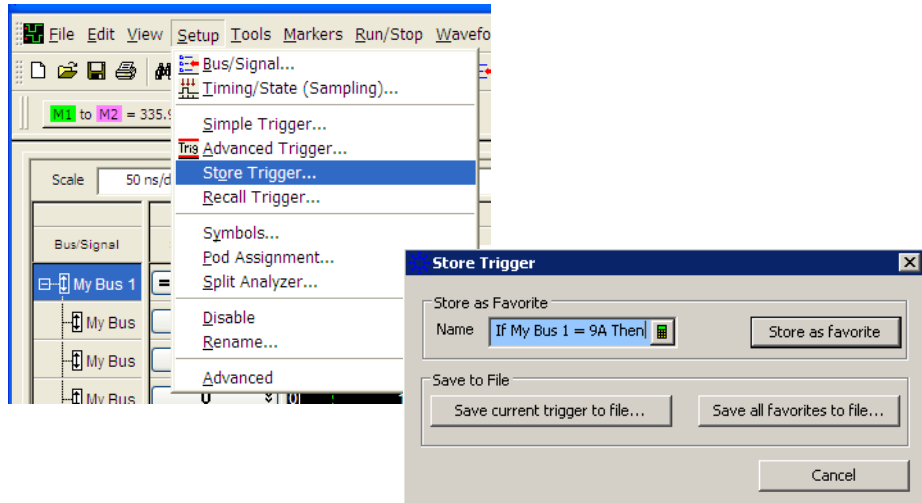 File Edit View Setup Tools Markers Run/Stop Wavefo
Bus/Signal...
Timing/State (Sampling)...
M1 to M2 = 335.9
Simple Trigger...
Trig Advanced Trigger...
Scale 50 ns/d
Store Trigger...
Recall Trigger...
Symbols...
Bus/Signal
Pod Assignment...
Split Analyzer...
My Bus 1 =
My Bus
Disable
Rename...
My Bus
Advanced
My Bus
Store Trigger
Store as Favorite
Name If My Bus 1 = 9A Then Store as favorite
Save to File
Save current trigger to file... Save all favorites to file...
Cancel